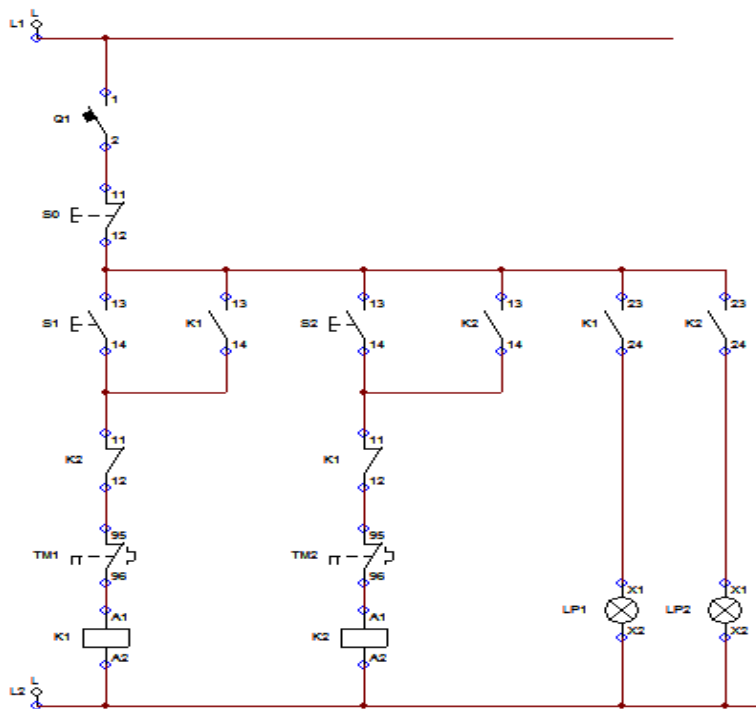 L
L1
1
Q1
2
11
S0
12
13 13 13 13 23 23
S1 K1 S2 K2 K1 K2
14 14 14 14 24 24
11 11
K2 K1
12 12
95 95
TM1 TM2
96 96
X1 X1
A1 A1 LP1 LP2
K1 K2 X2 X2
A2 A2
L
L2